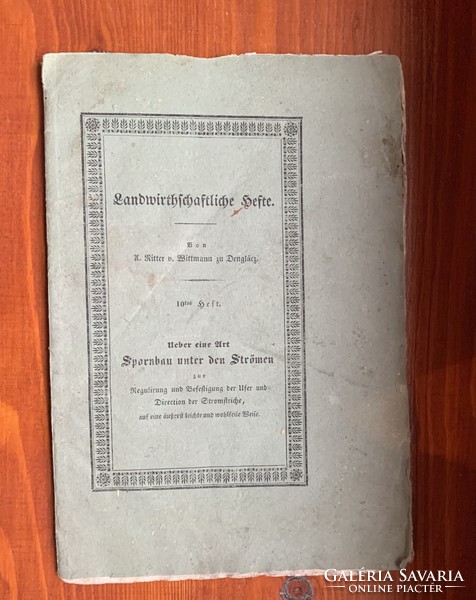 Landwirthschaftliche Hefte.
Von
A. Ritter v. Wittmann zu Denglácz.
10tes Heft.
Ueber eine Art
Spornbau unter den Strömen
zur
Regulirung und Befestigung der Ufer und
Direction der Stromstriche,
auf eine äußerst leichte und wohlfeile Weise.
GALÉRIA SAVARIA
ONLINE PIACTÉR